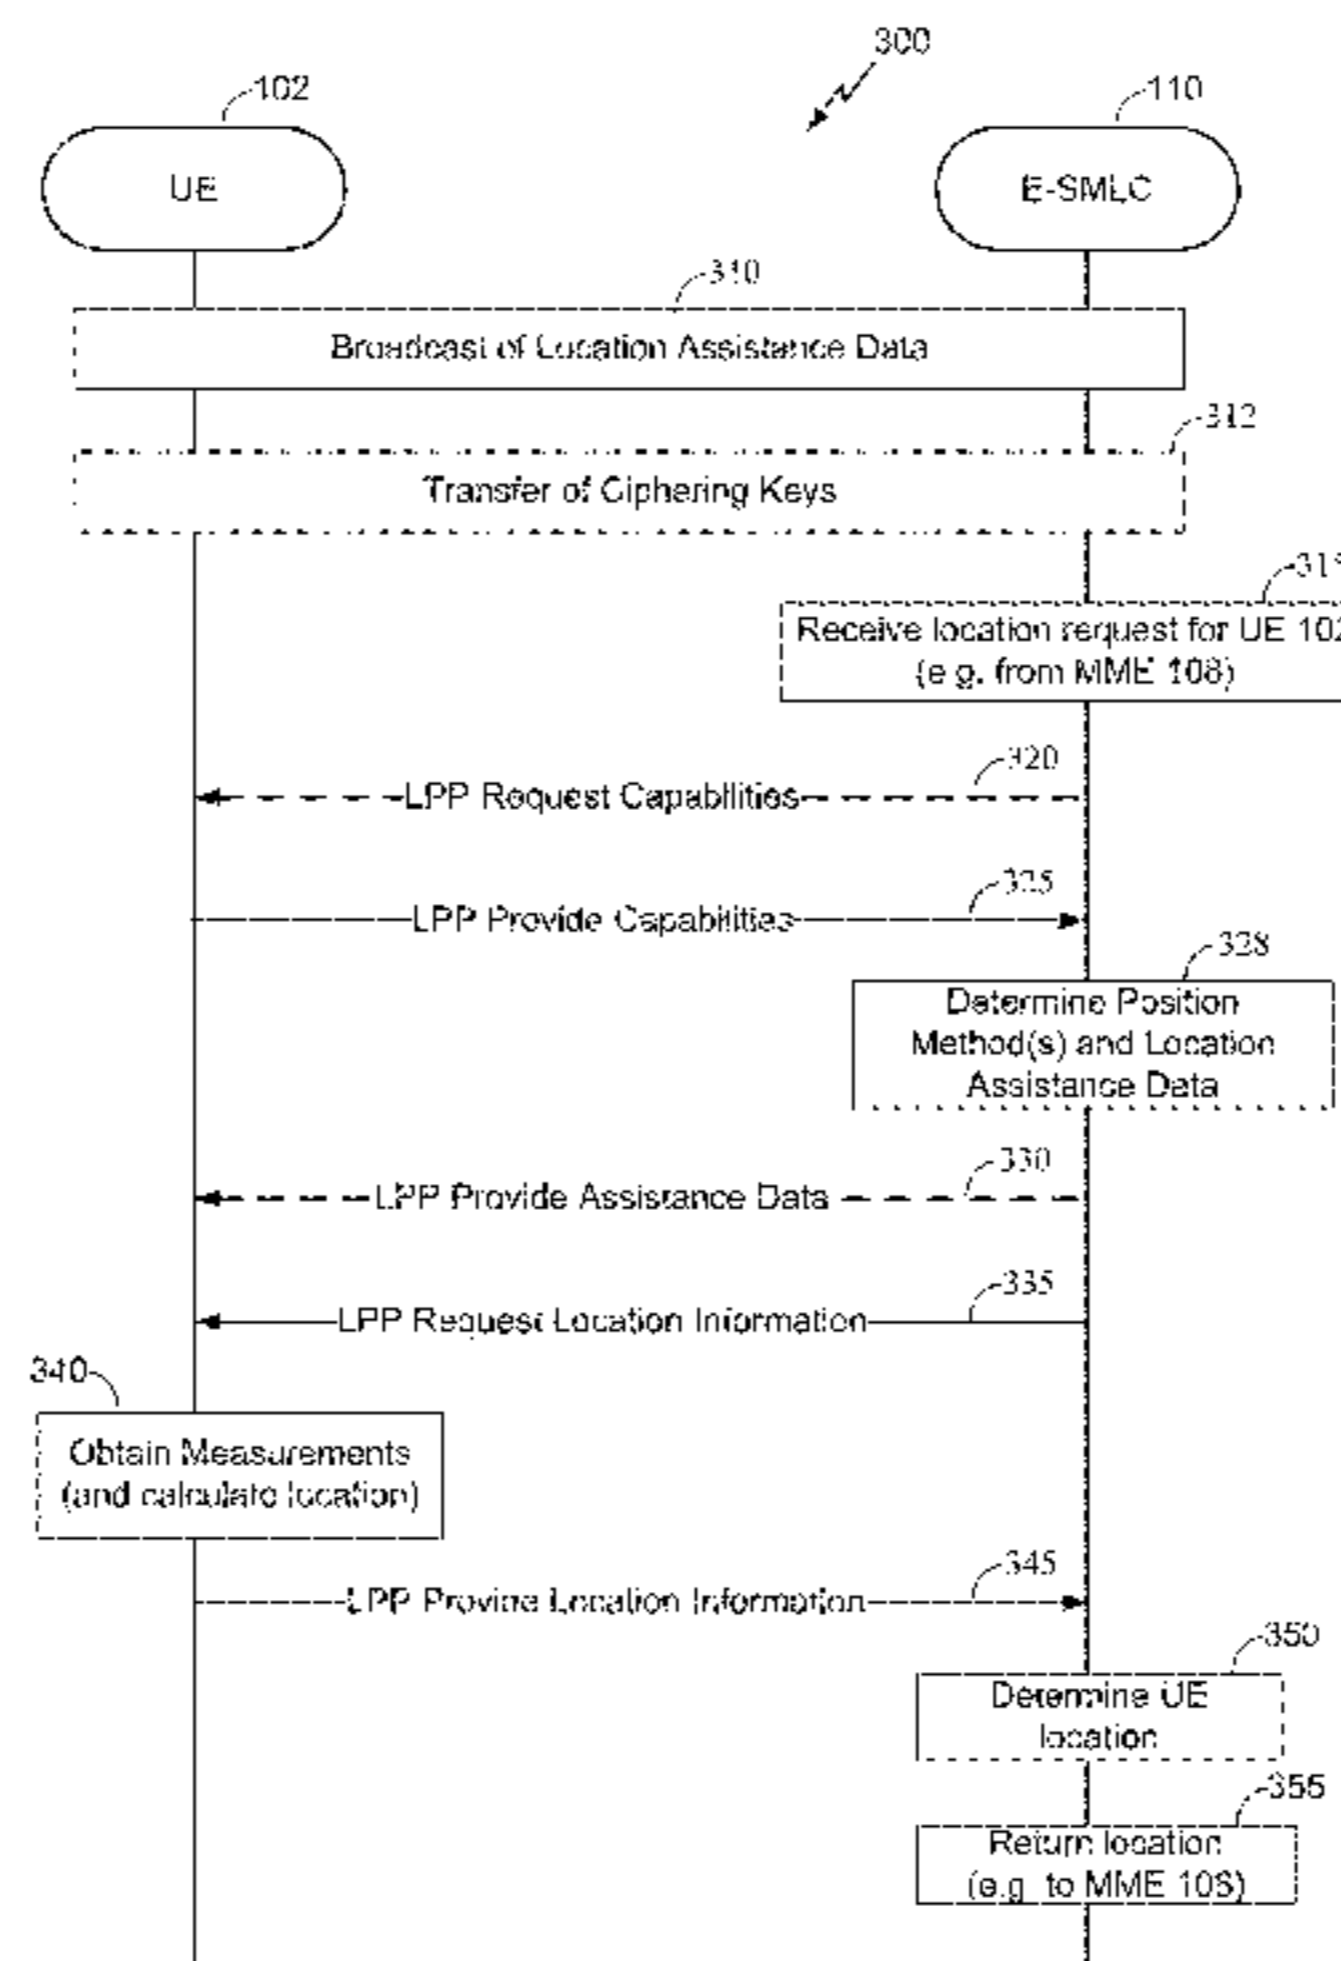 300
102
110
UE
E-SMLC
310
Broadcast of Location Assistance Data
312
Transfer of Ciphering Keys
Receive location request for UE 102
(e.g. from MME 108)
320
LPP Request Capabilities
325
LPP Provide Capabilities
328
Determine Position
Method(s) and Location
Assistance Data
330
LPP Provide Assistance Data
335
LPP Request Location Information
340
Obtain Measurements
(and calculate location)
345
LPP Provide Location Information
350
Determine UE
location
355
Return location
(e.g. to MME 108)